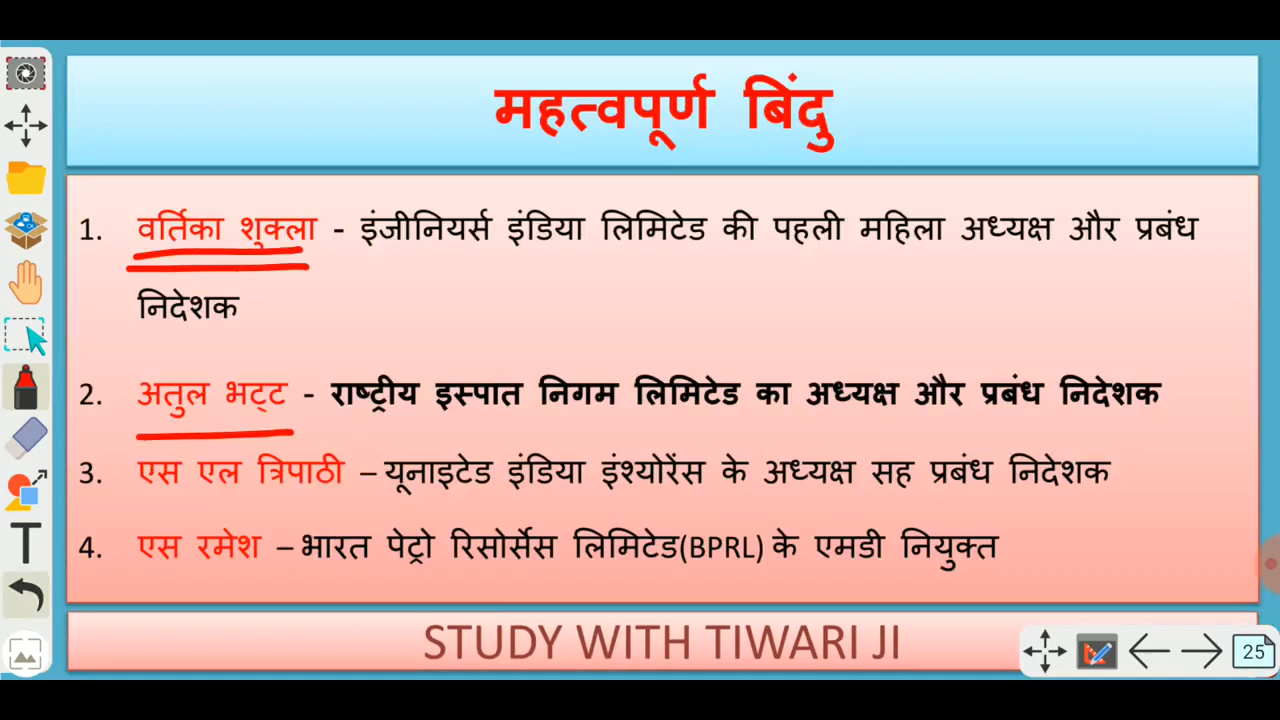 महत्वपूर्ण बिंदु
1. वर्तिका शुक्ला - इंजीनियर्स इंडिया लिमिटेड की पहली महिला अध्यक्ष और प्रबंध
निदेशक
2. अतुल भट्ट - राष्ट्रीय इस्पात निगम लिमिटेड का अध्यक्ष और प्रबंध निदेशक
3. एस एल त्रिपाठी – यूनाइटेड इंडिया इंश्योरेंस के अध्यक्ष सह प्रबंध निदेशक
4. एस रमेश – भारत पेट्रो रिसोर्सेस लिमिटेड(BPRL) के एमडी नियुक्त
STUDY WITH TIWARI JI
T
25